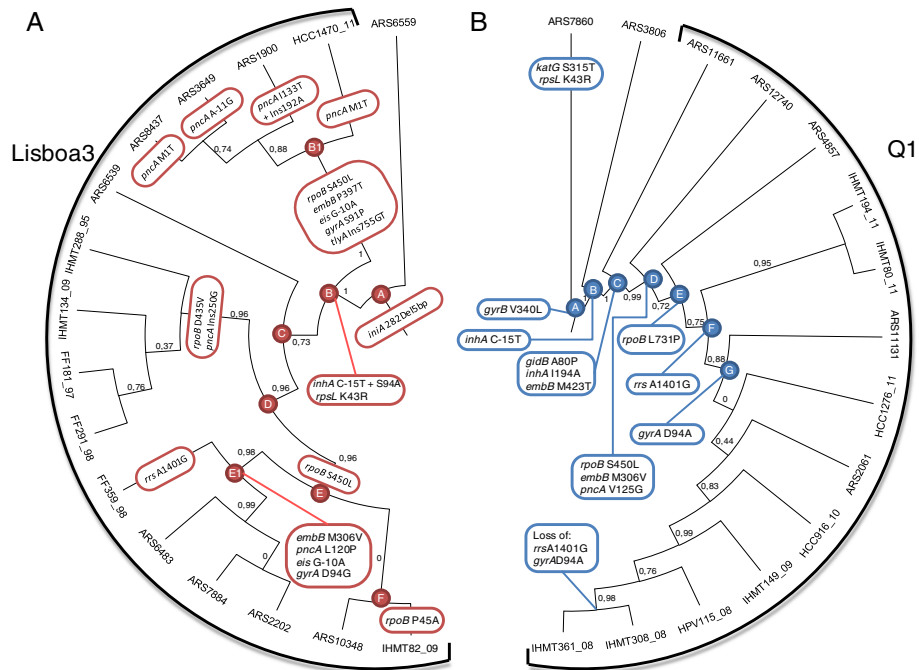 A
B
Lisboa3
Q1
ARS6559
HCC1470_11
ARS1900
ARS3649
ARS8437
ARS6539
IHMT288_95
IHMT134_09
FF181_97
FF291_98
FF359_98
ARS6483
ARS7884
ARS2202
ARS10348
IHMT82_09
pncA M1T
pncA A-11G
pncA I133T
+ Ins192A
pncA M1T
0,74
0,88
B1
rpoB S450L
embB P397T
eis G-10A
gyrA S91P
tlyA Ins755GT
1
B
1
A
iniA 282Del5bp
C
0,73
inhA C-15T + S94A
rpsL K43R
rpoB D435V
pncA Ins250G
0,96
0,37
0,76
0,96
D
0,96
rpoB S450L
rrs A1401G
E1
0,98
E
0,99
0
embB M306V
pncA L120P
eis G-10A
gyrA D94G
0
F
rpoB P45A
ARS7860
ARS3806
ARS11661
ARS12740
ARS4857
IHMT194_11
IHMT80_11
ARS11131
HCC1276_11
ARS2061
HCC916_10
IHMT149_09
HPV115_08
IHMT308_08
IHMT361_08
katG S315T
rpsL K43R
A
1
B
1
C
0,99
D
0,72
E
0,75
F
0,95
0,88
G
0
0,44
0,83
0,99
0,76
0,98
gyrB V340L
inhA C-15T
gidB A80P
inhA I194A
embB M423T
rpoB L731P
rrs A1401G
gyrA D94A
rpoB S450L
embB M306V
pncA V125G
Loss of:
rrsA1401G
gyrAD94A